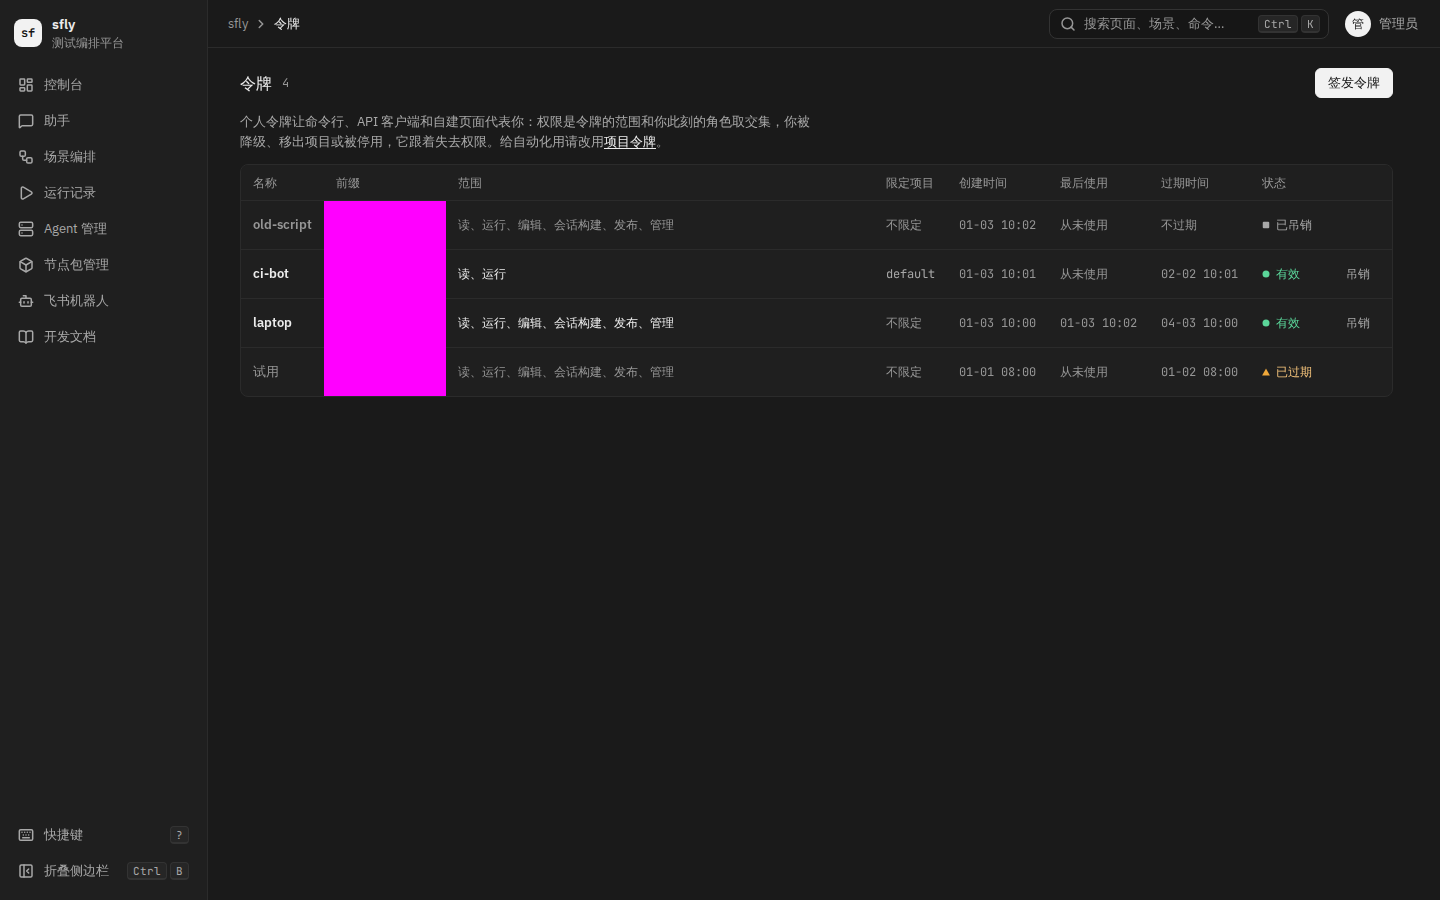 sf
sfly
测试编排平台
控制台
助手
场景编排
运行记录
Agent 管理
节点包管理
飞书机器人
开发文档
快捷键 ?
折叠侧边栏 Ctrl B
sfly 令牌
搜索页面、场景、命令... Ctrl K
管 管理员
令牌 4
签发令牌
个人令牌让命令行、API 客户端和自建页面代表你：权限是令牌的范围和你此刻的角色取交集，你被
降级、移出项目或被停用，它跟着失去权限。给自动化用请改用项目令牌。
名称 前缀 范围 限定项目 创建时间 最后使用 过期时间 状态
old-script 读、运行、编辑、会话构建、发布、管理 不限定 01-03 10:02 从未使用 不过期 已吊销
ci-bot 读、运行 default 01-03 10:01 从未使用 02-02 10:01 有效 吊销
laptop 读、运行、编辑、会话构建、发布、管理 不限定 01-03 10:00 01-03 10:02 04-03 10:00 有效 吊销
试用 读、运行、编辑、会话构建、发布、管理 不限定 01-01 08:00 从未使用 01-02 08:00 已过期